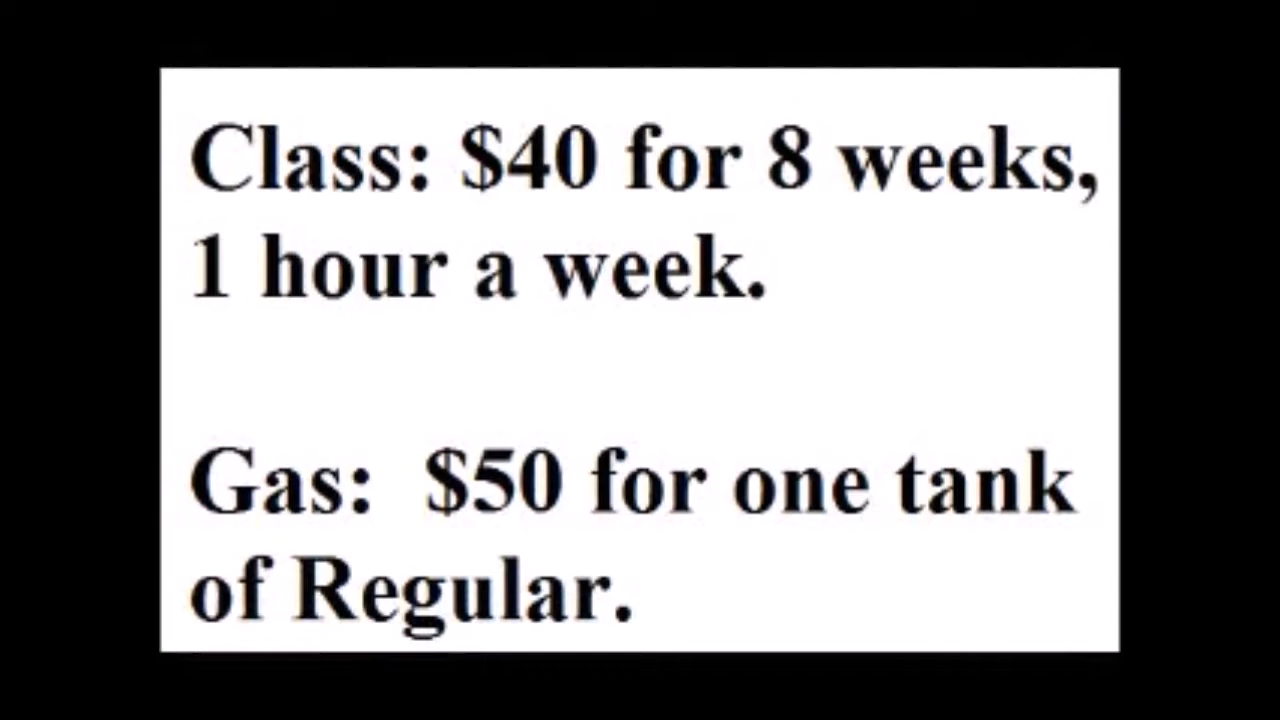 Class: $40 for 8 weeks,
1 hour a week.
Gas:  $50 for one tank
of Regular.